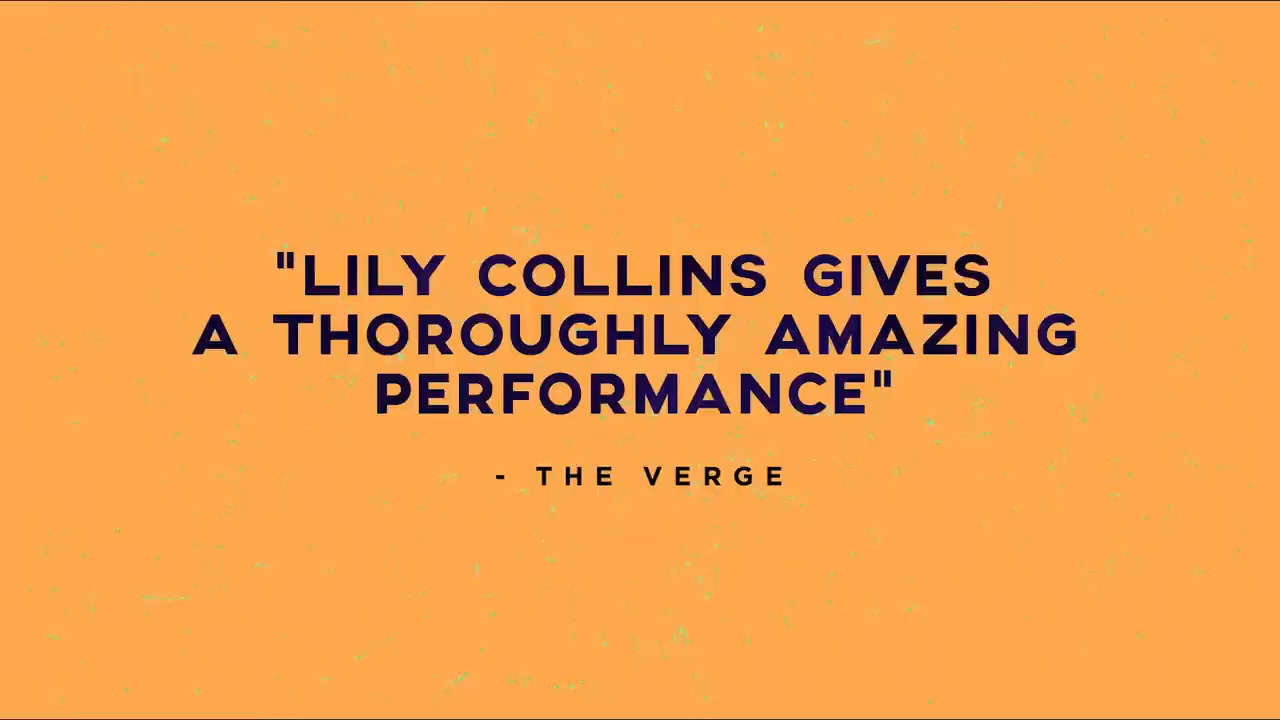 "LILY COLLINS GIVES
A THOROUGHLY AMAZING
PERFORMANCE"
- THE VERGE